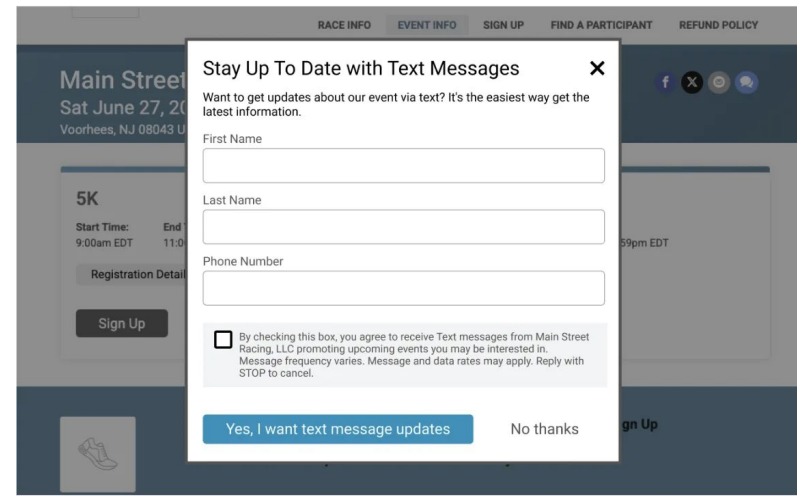 RACE INFO EVENT INFO SIGN UP FIND A PARTICIPANT REFUND POLICY
Main Street
Sat June 27, 20
Voorhees, NJ 08043 U
Stay Up To Date with Text Messages
Want to get updates about our event via text? It's the easiest way get the
latest information.
First Name
Last Name
Phone Number
By checking this box, you agree to receive Text messages from Main Street
Racing, LLC promoting upcoming events you may be interested in.
Message frequency varies. Message and data rates may apply. Reply with
STOP to cancel.
Yes, I want text message updates No thanks
5K
Start Time: End
9:00am EDT 11:0
59pm EDT
Registration Detail
Sign Up
gn Up